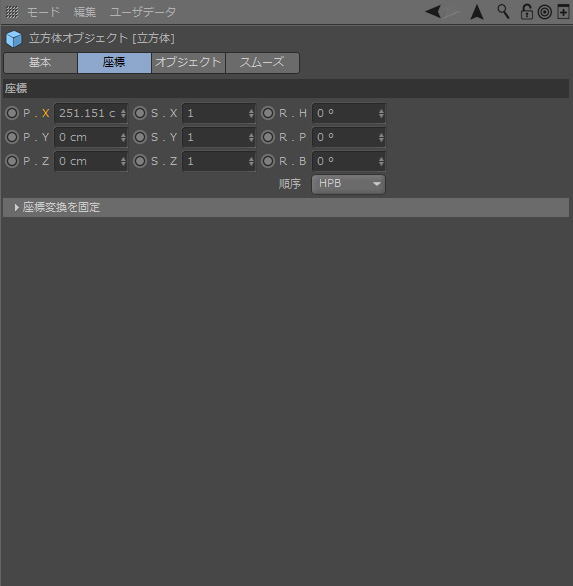 モード 編集 ユーザデータ
立方体オブジェクト [立方体]
基本 座標 オブジェクト スムーズ
座標
P . X 251.151 c S . X 1 R . H 0 °
P . Y 0 cm S . Y 1 R . P 0 °
P . Z 0 cm S . Z 1 R . B 0 °
順序 HPB
座標変換を固定